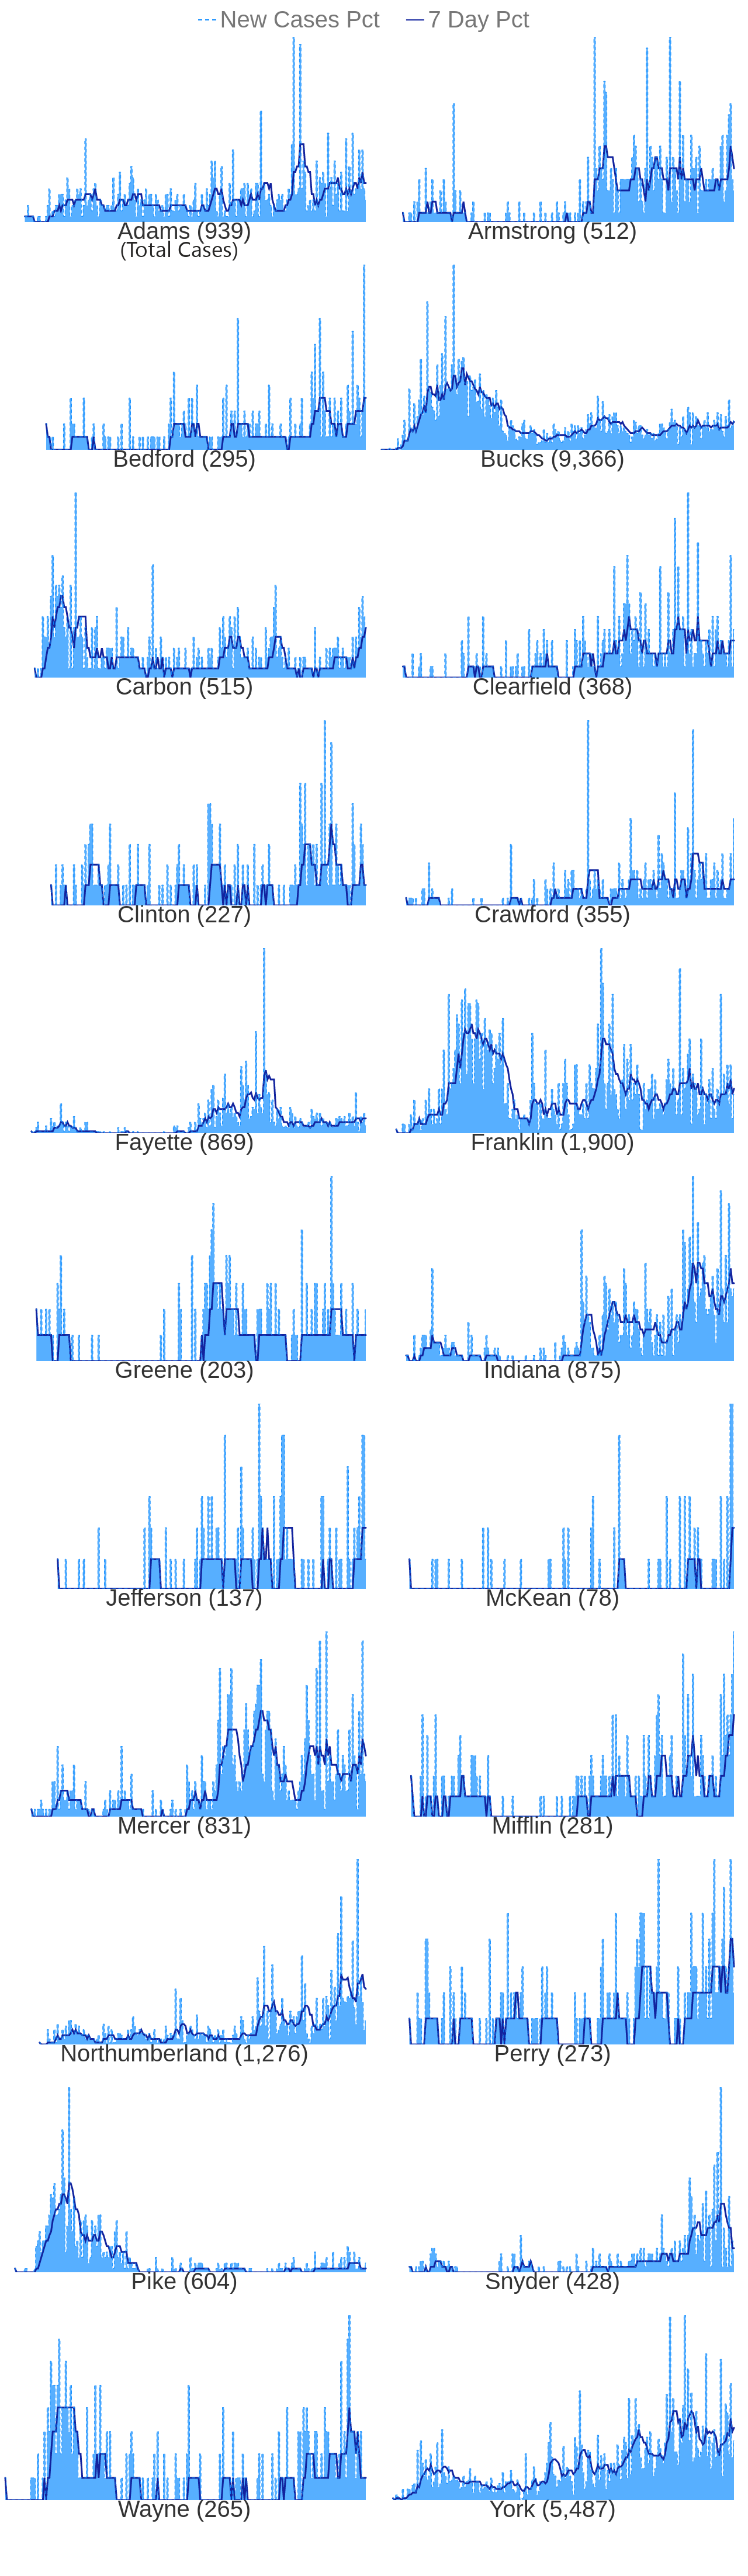 New Cases Pct 7 Day Pct
Adams (939) Armstrong (512)
(Total Cases)
Bedford (295) Bucks (9,366)
Carbon (515) Clearfield (368)
Clinton (227) Crawford (355)
Fayette (869) Franklin (1,900)
Greene (203) Indiana (875)
Jefferson (137) McKean (78)
Mercer (831) Mifflin (281)
Northumberland (1,276) Perry (273)
Pike (604) Snyder (428)
Wayne (265) York (5,487)